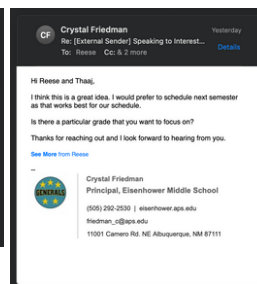 CF
Crystal Friedman
Yesterday
Re: [External Sender] Speaking to Interest...
Details
To: Reese Cc: & 2 more
Hi Reese and Thaaj,
I think this is a great idea. I would prefer to schedule next semester
as that works best for our schedule.
Is there a particular grade that you want to focus on?
Thanks for reaching out and I look forward to hearing from you.
See More from Reese
--
GENERALS
Crystal Friedman
Principal, Eisenhower Middle School
(505) 292-2530 | eisenhower.aps.edu
friedman_c@aps.edu
11001 Camero Rd. NE Albuquerque, NM 87111